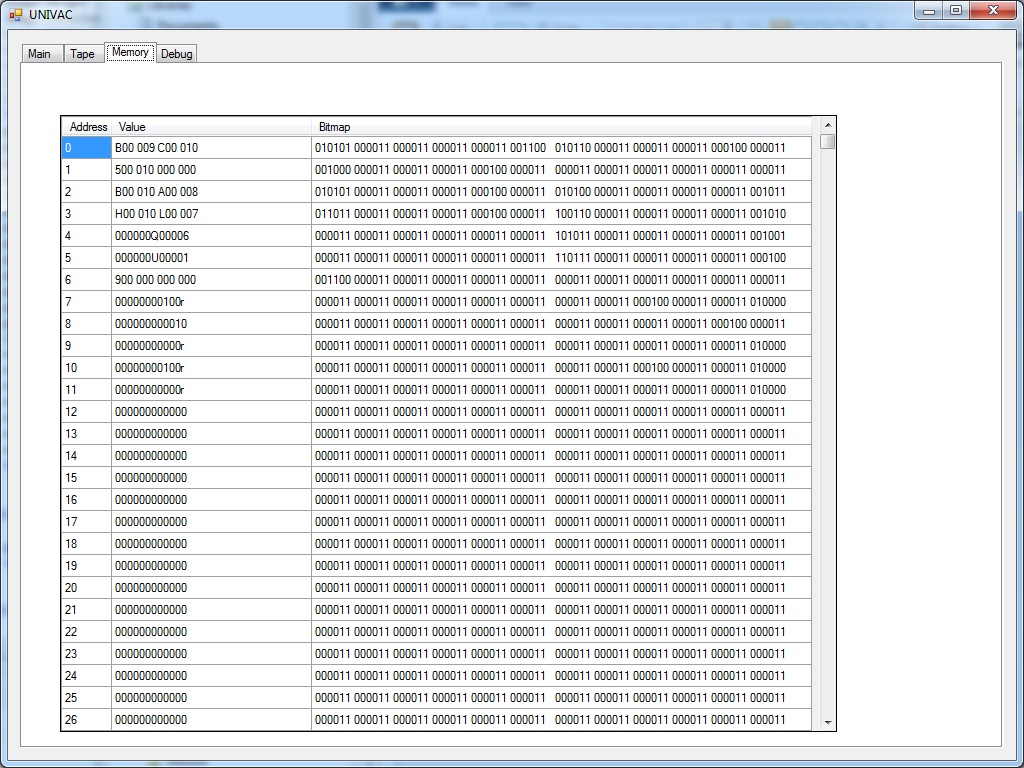 UNIVAC
Main Tape Memory Debug
Address Value Bitmap
0 B00 009 C00 010 010101 000011 000011 000011 000011 001100 010110 000011 000011 000011 000100 000011
1 500 010 000 000 001000 000011 000011 000011 000100 000011 000011 000011 000011 000011 000011 000011
2 B00 010 A00 008 010101 000011 000011 000011 000100 000011 010100 000011 000011 000011 000011 001011
3 H00 010 L00 007 011011 000011 000011 000011 000100 000011 100110 000011 000011 000011 000011 001010
4 000000Q00006 000011 000011 000011 000011 000011 000011 101011 000011 000011 000011 000011 001001
5 000000U00001 000011 000011 000011 000011 000011 000011 110111 000011 000011 000011 000011 000100
6 900 000 000 000 001100 000011 000011 000011 000011 000011 000011 000011 000011 000011 000011 000011
7 00000000100r 000011 000011 000011 000011 000011 000011 000011 000011 000100 000011 000011 010000
8 000000000010 000011 000011 000011 000011 000011 000011 000011 000011 000011 000011 000100 000011
9 00000000000r 000011 000011 000011 000011 000011 000011 000011 000011 000011 000011 000011 010000
10 00000000100r 000011 000011 000011 000011 000011 000011 000011 000011 000100 000011 000011 010000
11 00000000000r 000011 000011 000011 000011 000011 000011 000011 000011 000011 000011 000011 010000
12 000000000000 000011 000011 000011 000011 000011 000011 000011 000011 000011 000011 000011 000011
13 000000000000 000011 000011 000011 000011 000011 000011 000011 000011 000011 000011 000011 000011
14 000000000000 000011 000011 000011 000011 000011 000011 000011 000011 000011 000011 000011 000011
15 000000000000 000011 000011 000011 000011 000011 000011 000011 000011 000011 000011 000011 000011
16 000000000000 000011 000011 000011 000011 000011 000011 000011 000011 000011 000011 000011 000011
17 000000000000 000011 000011 000011 000011 000011 000011 000011 000011 000011 000011 000011 000011
18 000000000000 000011 000011 000011 000011 000011 000011 000011 000011 000011 000011 000011 000011
19 000000000000 000011 000011 000011 000011 000011 000011 000011 000011 000011 000011 000011 000011
20 000000000000 000011 000011 000011 000011 000011 000011 000011 000011 000011 000011 000011 000011
21 000000000000 000011 000011 000011 000011 000011 000011 000011 000011 000011 000011 000011 000011
22 000000000000 000011 000011 000011 000011 000011 000011 000011 000011 000011 000011 000011 000011
23 000000000000 000011 000011 000011 000011 000011 000011 000011 000011 000011 000011 000011 000011
24 000000000000 000011 000011 000011 000011 000011 000011 000011 000011 000011 000011 000011 000011
25 000000000000 000011 000011 000011 000011 000011 000011 000011 000011 000011 000011 000011 000011
26 000000000000 000011 000011 000011 000011 000011 000011 000011 000011 000011 000011 000011 000011